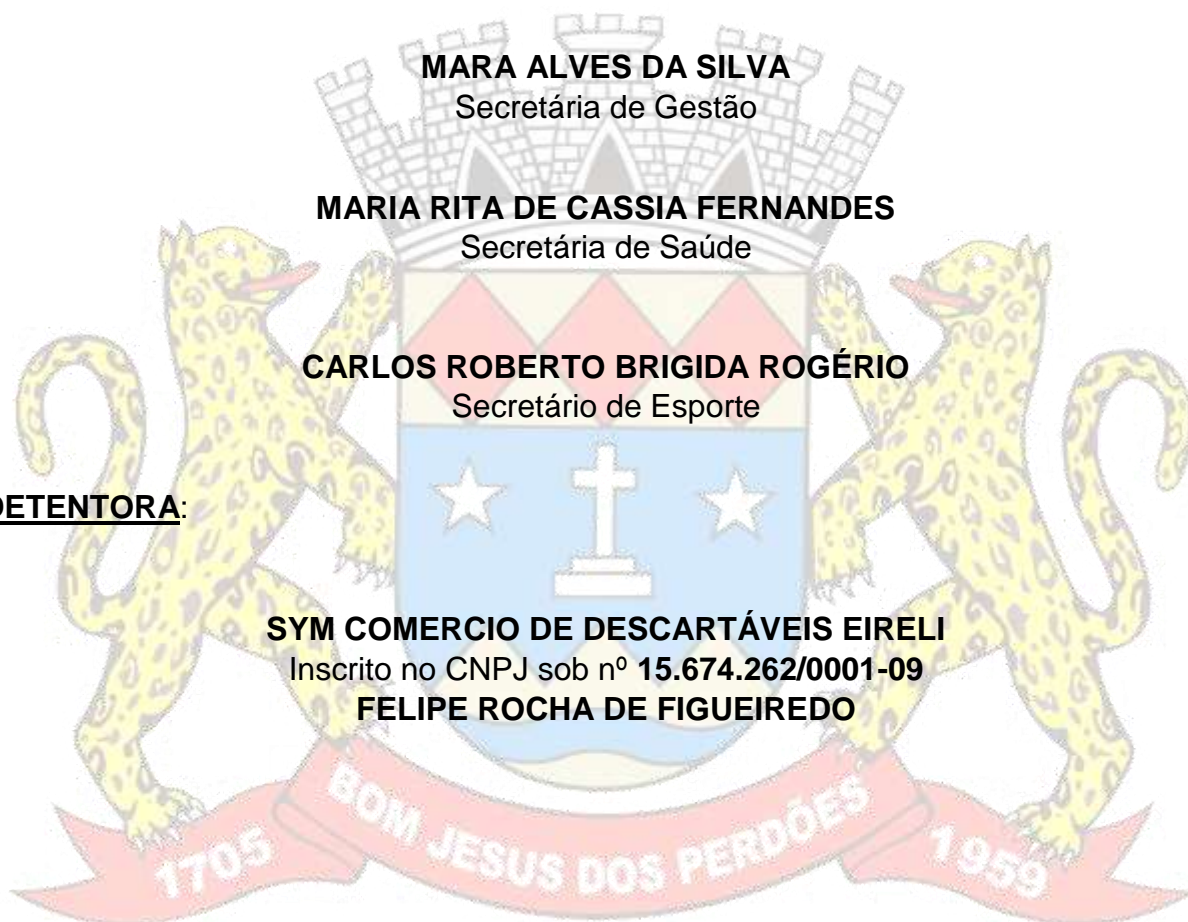 MARA ALVES DA SILVA
Secretária de Gestão
MARIA RITA DE CASSIA FERNANDES
Secretária de Saúde
CARLOS ROBERTO BRIGIDA ROGÉRIO
Secretário de Esporte
DETENTORA:
SYM COMERCIO DE DESCARTÁVEIS EIRELI
Inscrito no CNPJ sob nº 15.674.262/0001-09
FELIPE ROCHA DE FIGUEIREDO
1705 BOM JESUS DOS PERDÕES 1959